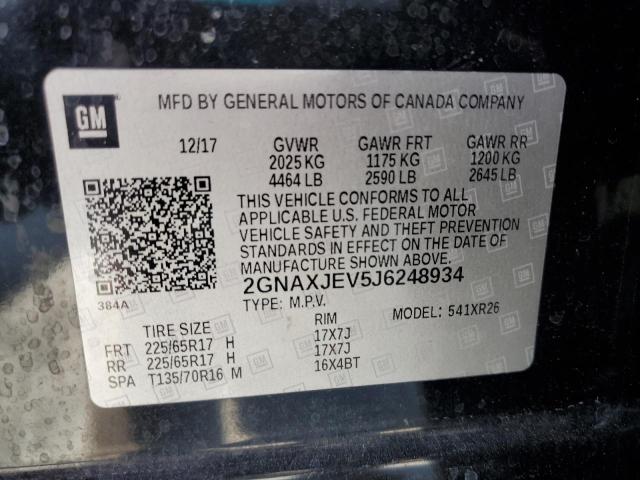 GM
MFD BY GENERAL MOTORS OF CANADA COMPANY
12/17 GVWR GAWR FRT GAWR RR
2025 KG 1175 KG 1200 KG
4464 LB 2590 LB 2645 LB
THIS VEHICLE CONFORMS TO ALL
APPLICABLE U.S. FEDERAL MOTOR
VEHICLE SAFETY AND THEFT PREVENTION
STANDARDS IN EFFECT ON THE DATE OF
MANUFACTURE SHOWN ABOVE.
384A
2GNAXJEV5J6248934
TYPE: M.P.V. MODEL: 541XR26
TIRE SIZE RIM
FRT 225/65R17 H 17X7J
RR 225/65R17 H 17X7J
SPA T135/70R16 M 16X4BT